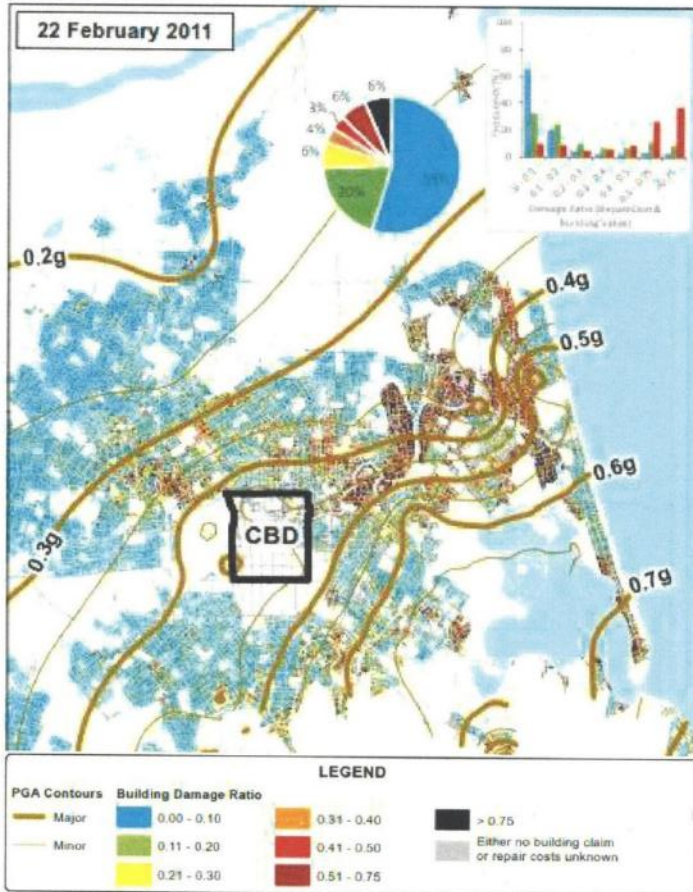 22 February 2011
6%
6%
3%
4%
6%
20%
0.2g
0.4g
0.5g
0.6g
0.7g
0.3g
CBD
LEGEND
PGA Contours
Major
Minor
Building Damage Ratio
0.00 - 0.10
0.11 - 0.20
0.21 - 0.30
0.31 - 0.40
0.41 - 0.50
0.51 - 0.75
> 0.75
Either no building claim
or repair costs unknown